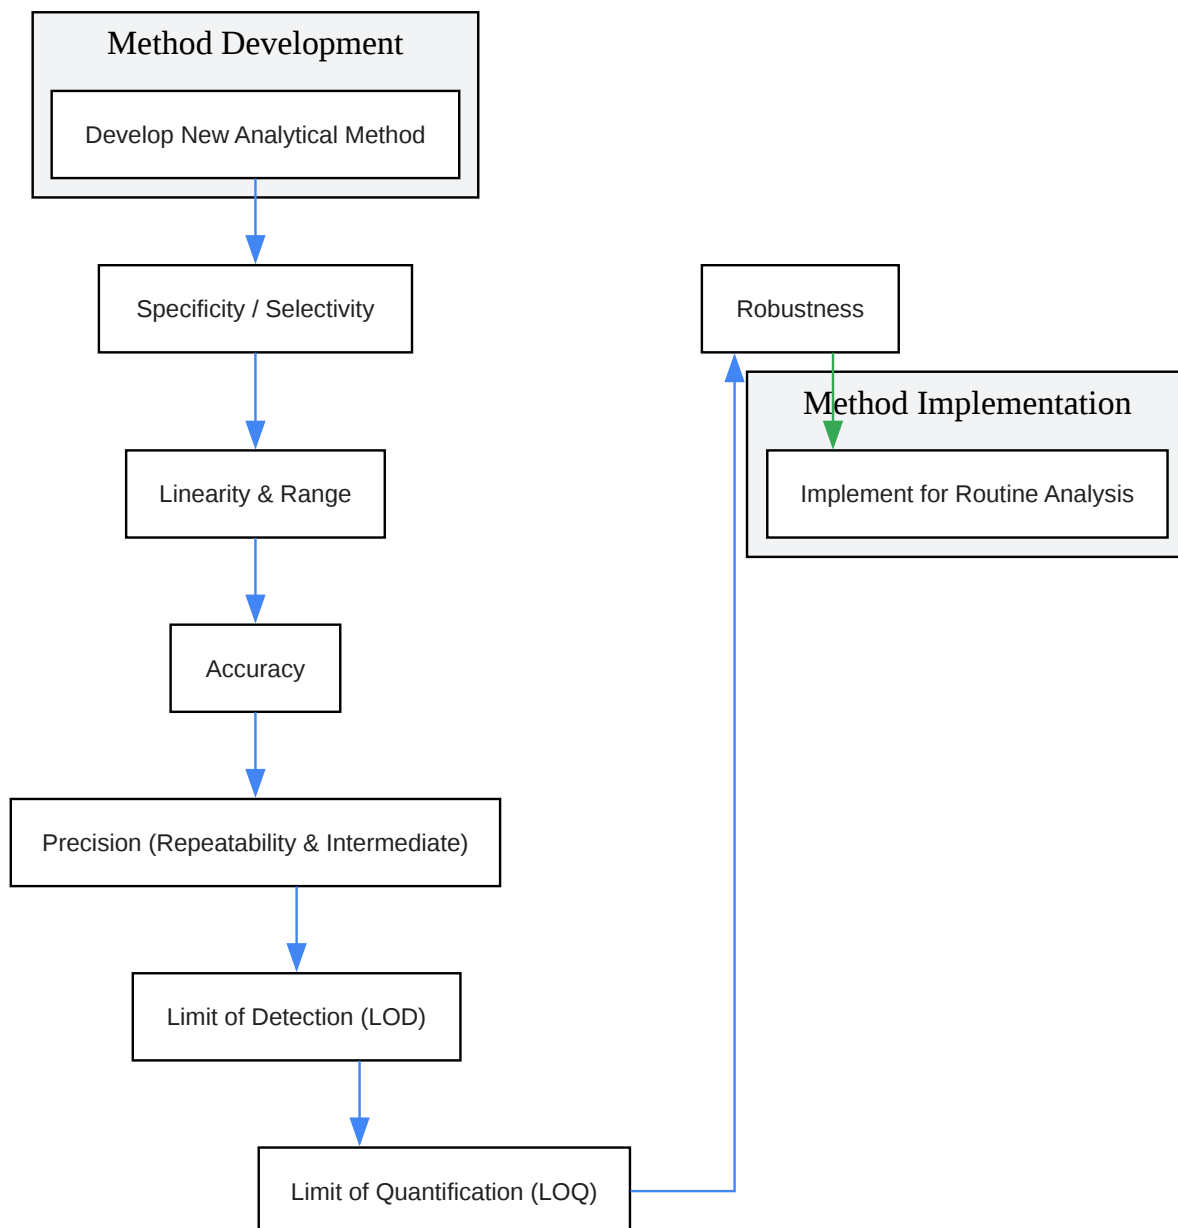 Method Development
Develop New Analytical Method
Specificity / Selectivity
Linearity & Range
Accuracy
Precision (Repeatability & Intermediate)
Limit of Detection (LOD)
Limit of Quantification (LOQ)
Robustness
Method Implementation
Implement for Routine Analysis